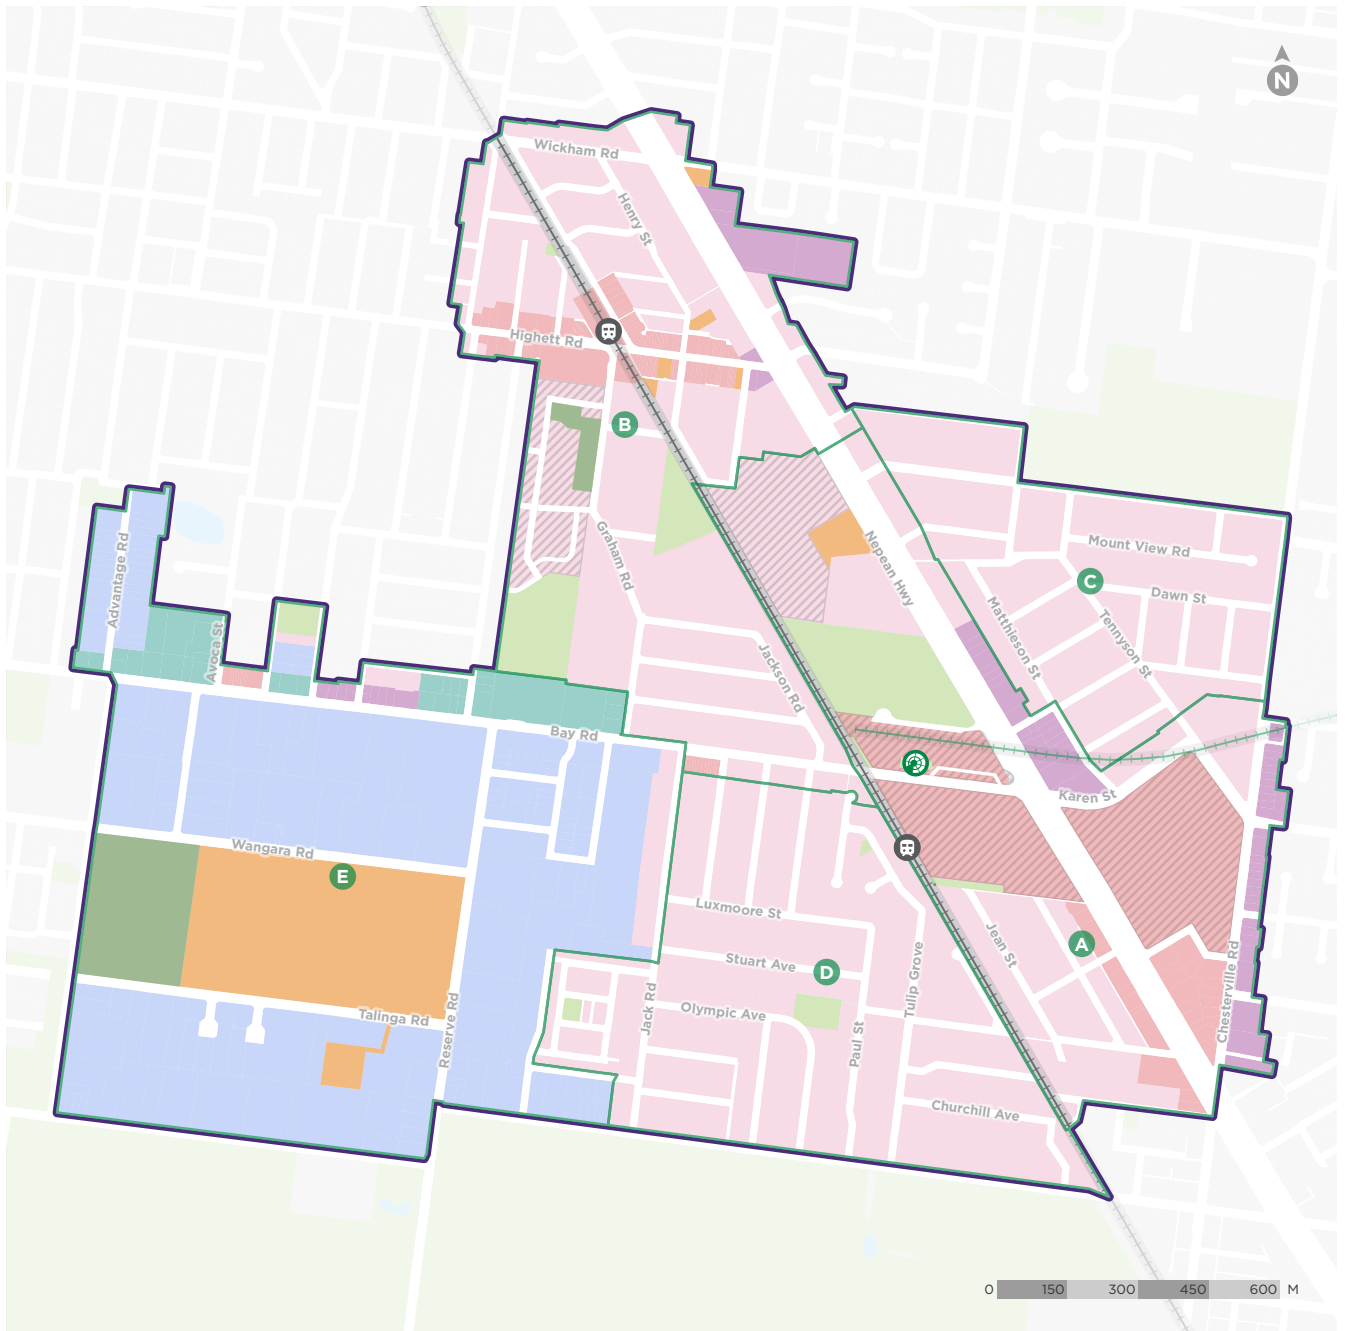 N
Wickham Rd
Henry St
Highett Rd
B
Graham Rd
Nepean Hwy
Mount View Rd
C
Dawn St
Advantage Rd
Avoca St
Matthieson St
Tennyson St
Jackson Rd
Bay Rd
Karen St
Wangara Rd
E
Luxmoore St
Jean St
A
Stuart Ave
D
Tulip Grove
Chesterville Rd
Olympic Ave
Jack Rd
Talinga Rd
Reserve Rd
Paul St
Churchill Ave
0 150 300 450 600 M